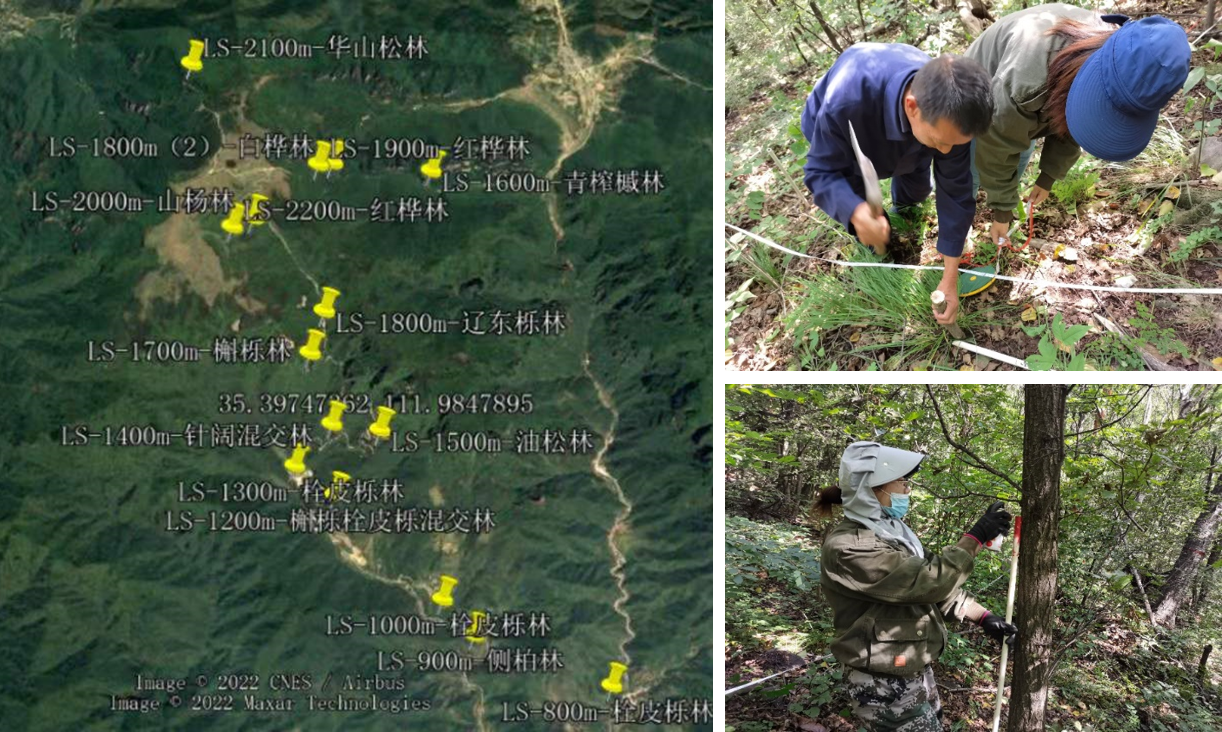 LS-2100m-华山松林
LS-1800m（2）-白桦林
LS-1900m-红桦林
LS-1600m-青榨槭林
LS-2000m-山杨林
LS-2200m-红桦林
LS-1800m-辽东栎林
LS-1700m-槲栎林
35.39747362,111.9847895
LS-1400m-针阔混交林
LS-1500m-油松林
LS-1300m-栓皮栎林
LS-1200m-槲栎栓皮栎混交林
LS-1000m-栓皮栎林
LS-900m-侧柏林
Image © 2022 CNES / Airbus
Image © 2022 Maxar Technologies
LS-800m-栓皮栎林